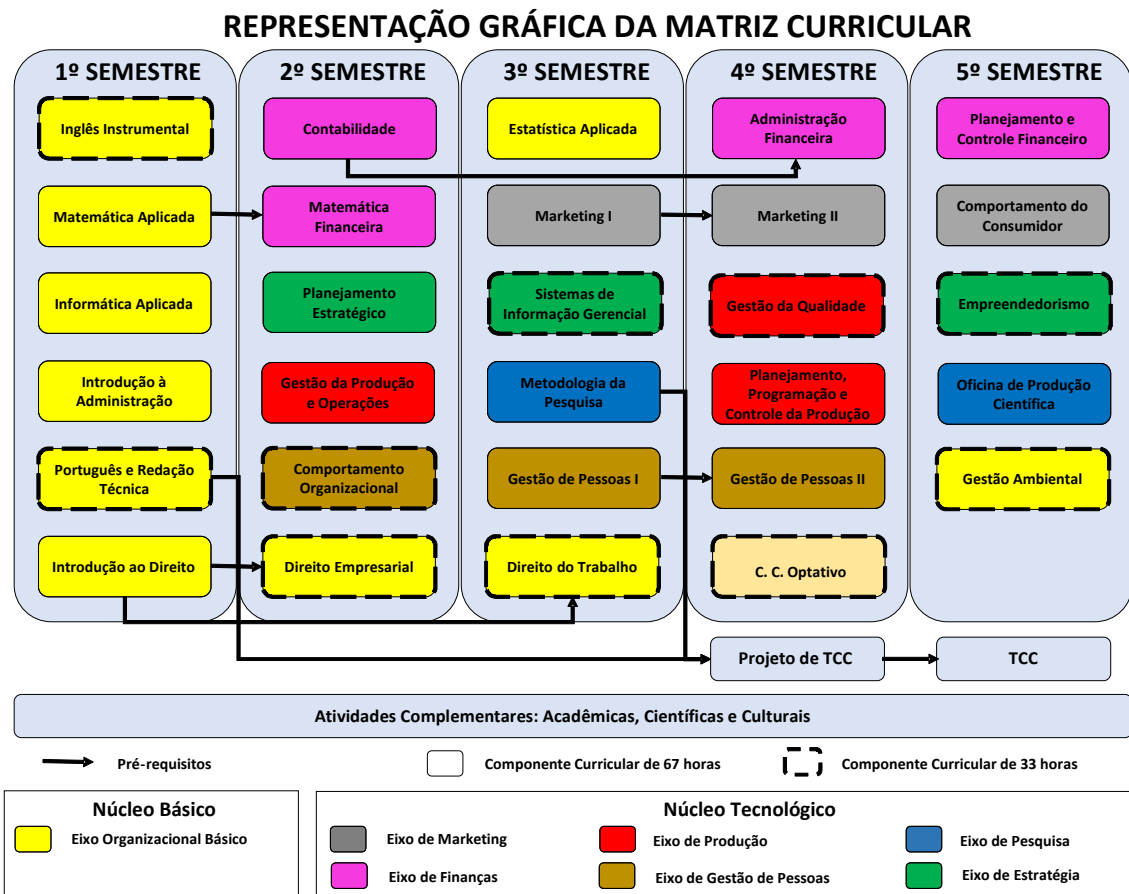 REPRESENTAÇÃO GRÁFICA DA MATRIZ CURRICULAR
1º SEMESTRE
Inglês Instrumental
Matemática Aplicada
Informática Aplicada
Introdução à
Administração
Português e Redação
Técnica
Introdução ao Direito
2º SEMESTRE
Contabilidade
Matemática
Financeira
Planejamento
Estratégico
Gestão da Produção
e Operações
Comportamento
Organizacional
Direito Empresarial
3º SEMESTRE
Estatística Aplicada
Marketing I
Sistemas de
Informação Gerencial
Metodologia da
Pesquisa
Gestão de Pessoas I
Direito do Trabalho
4º SEMESTRE
Administração
Financeira
Marketing II
Gestão da Qualidade
Planejamento,
Programação e
Controle da Produção
Gestão de Pessoas II
C. C. Optativo
5º SEMESTRE
Planejamento e
Controle Financeiro
Comportamento do
Consumidor
Empreendedorismo
Oficina de Produção
Científica
Gestão Ambiental
Projeto de TCC
TCC
Atividades Complementares: Acadêmicas, Científicas e Culturais
Pré-requisitos
Componente Curricular de 67 horas
Componente Curricular de 33 horas
Núcleo Básico
Eixo Organizacional Básico
Núcleo Tecnológico
Eixo de Marketing
Eixo de Produção
Eixo de Pesquisa
Eixo de Finanças
Eixo de Gestão de Pessoas
Eixo de Estratégia